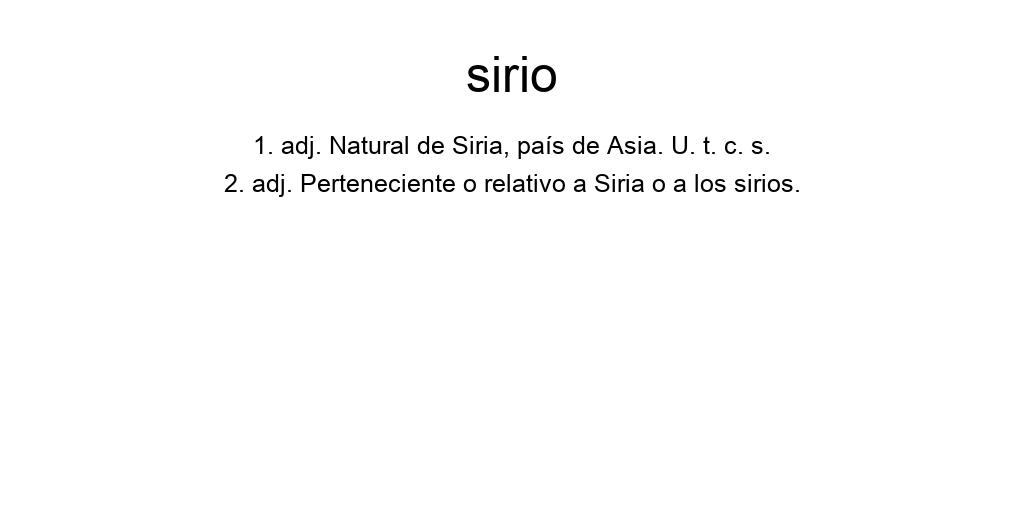 sirio
1. adj. Natural de Siria, país de Asia. U. t. c. s.
2. adj. Perteneciente o relativo a Siria o a los sirios.